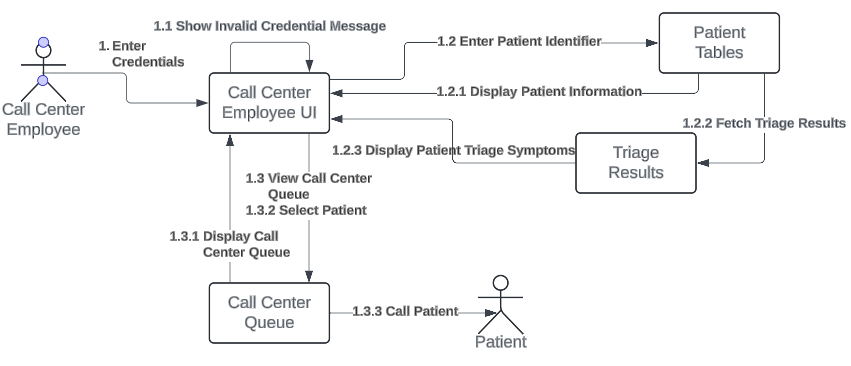 1.1 Show Invalid Credential Message
1. Enter
Credentials
1.2 Enter Patient Identifier
Patient
Tables
Call Center
Employee
Call Center
Employee UI
1.2.1 Display Patient Information
1.2.2 Fetch Triage Results
1.2.3 Display Patient Triage Symptoms
Triage
Results
1.3 View Call Center
Queue
1.3.2 Select Patient
1.3.1 Display Call
Center Queue
Call Center
Queue
1.3.3 Call Patient
Patient